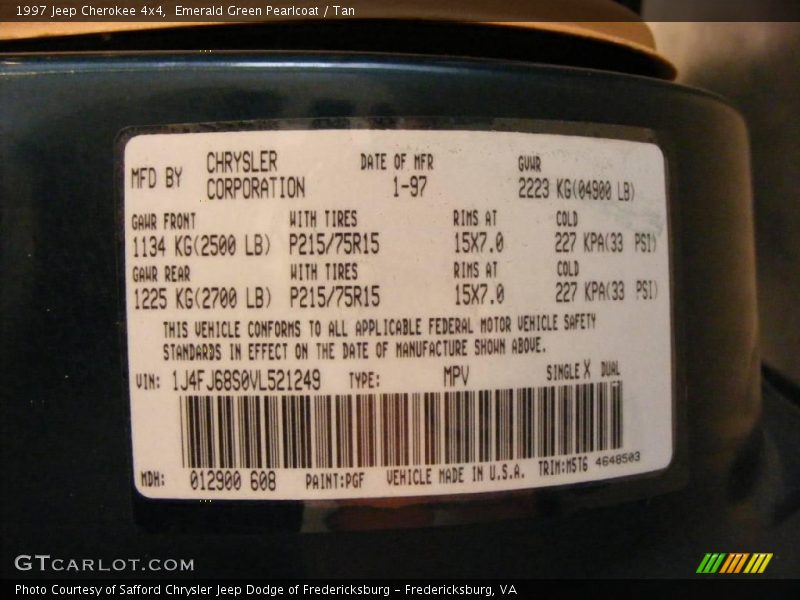 1997 Jeep Cherokee 4x4, Emerald Green Pearlcoat / Tan
MFD BY CHRYSLER CORPORATION DATE OF MFR 1-97 GVWR 2223 KG(04900 LB)
GAWR FRONT WITH TIRES RIMS AT COLD
1134 KG(2500 LB) P215/75R15 15X7.0 227 KPA(33 PSI)
GAWR REAR WITH TIRES RIMS AT COLD
1225 KG(2700 LB) P215/75R15 15X7.0 227 KPA(33 PSI)
THIS VEHICLE CONFORMS TO ALL APPLICABLE FEDERAL MOTOR VEHICLE SAFETY
STANDARDS IN EFFECT ON THE DATE OF MANUFACTURE SHOWN ABOVE.
VIN: 1J4FJ68S0VL521249 TYPE: MPV SINGLE X DUAL
MDH: 012900 608 PAINT:PGF VEHICLE MADE IN U.S.A. TRIM:MST6 4648503
GTCARLOT.COM
Photo Courtesy of Safford Chrysler Jeep Dodge of Fredericksburg – Fredericksburg, VA